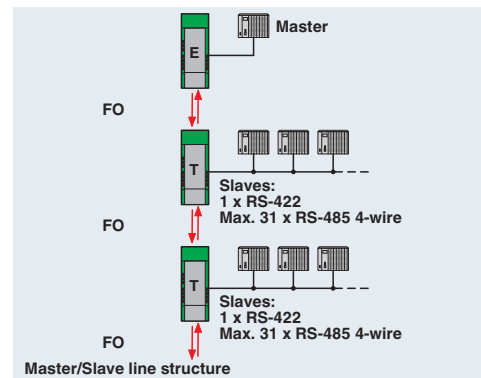 Master
E
FO
T
Slaves:
1 x RS-422
Max. 31 x RS-485 4-wire
FO
T
Slaves:
1 x RS-422
Max. 31 x RS-485 4-wire
FO
Master/Slave line structure